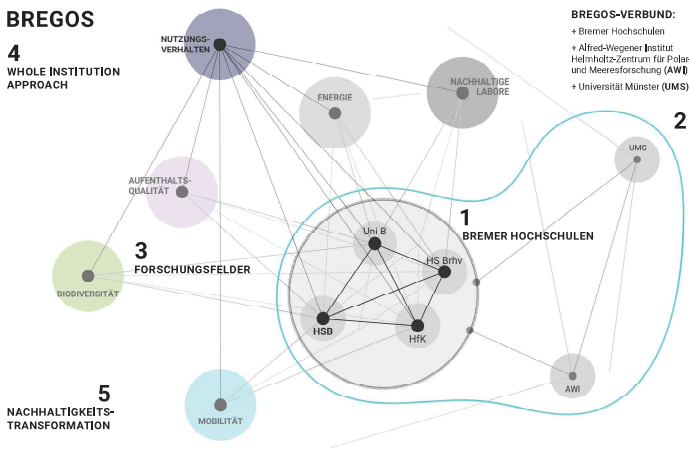 BREGOS
4
WHOLE INSTITUTION
APPROACH
NUTZUNGS-
VERHALTEN
ENERGIE
NACHHALTIGE
LABORE
BREGOS-VERBUND:
+ Bremer Hochschulen
+ Alfred-Wegener Institut
Helmholtz-Zentrum für Polar-
und Meeresforschung (AWI)
+ Universität Münster (UMS)
2
UMG
AUFENTHALTS-
QUALITÄT
1
BREMER HOCHSCHULEN
Uni B
HS Brhv
3
FORSCHUNGSFELDER
BIODIVERGITÄT
HSB
HfK
AWI
5
NACHHALTIGKEITS-
TRANSFORMATION
MOBILITÄT